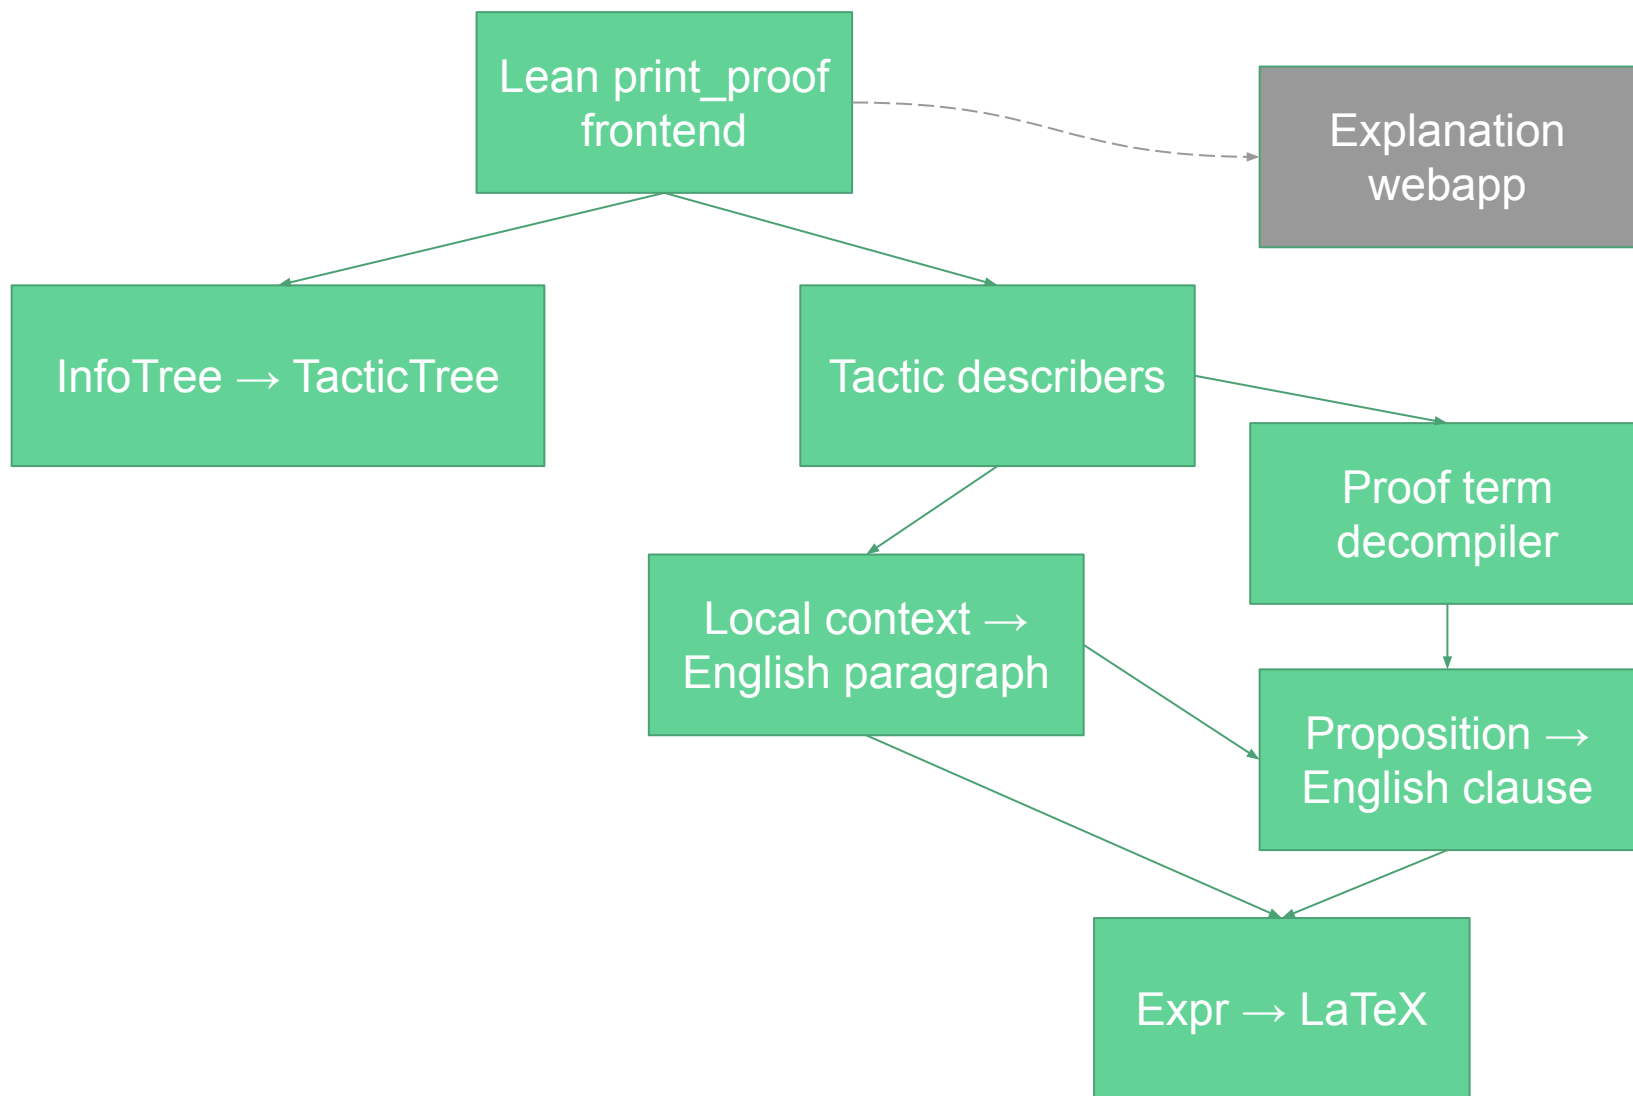 Lean print_proof
frontend
Explanation
webapp
InfoTree → TacticTree
Tactic describers
Proof term
decompiler
Local context →
English paragraph
Proposition →
English clause
Expr → LaTeX